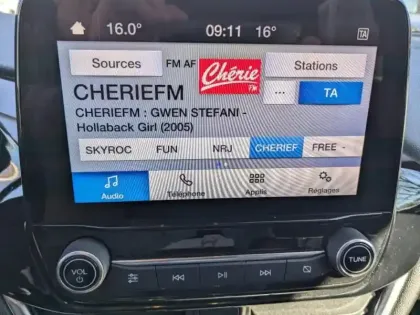 16.0° 09:11 16° TA
Sources FM AF Chérie FM Stations
CHERIEFM ... TA
CHERIEFM : GWEN STEFANI -
Hollaback Girl (2005)
SKYROC FUN NRJ CHERIEF FREE -
Audio Téléphone Applis Réglages
VOL TUNE